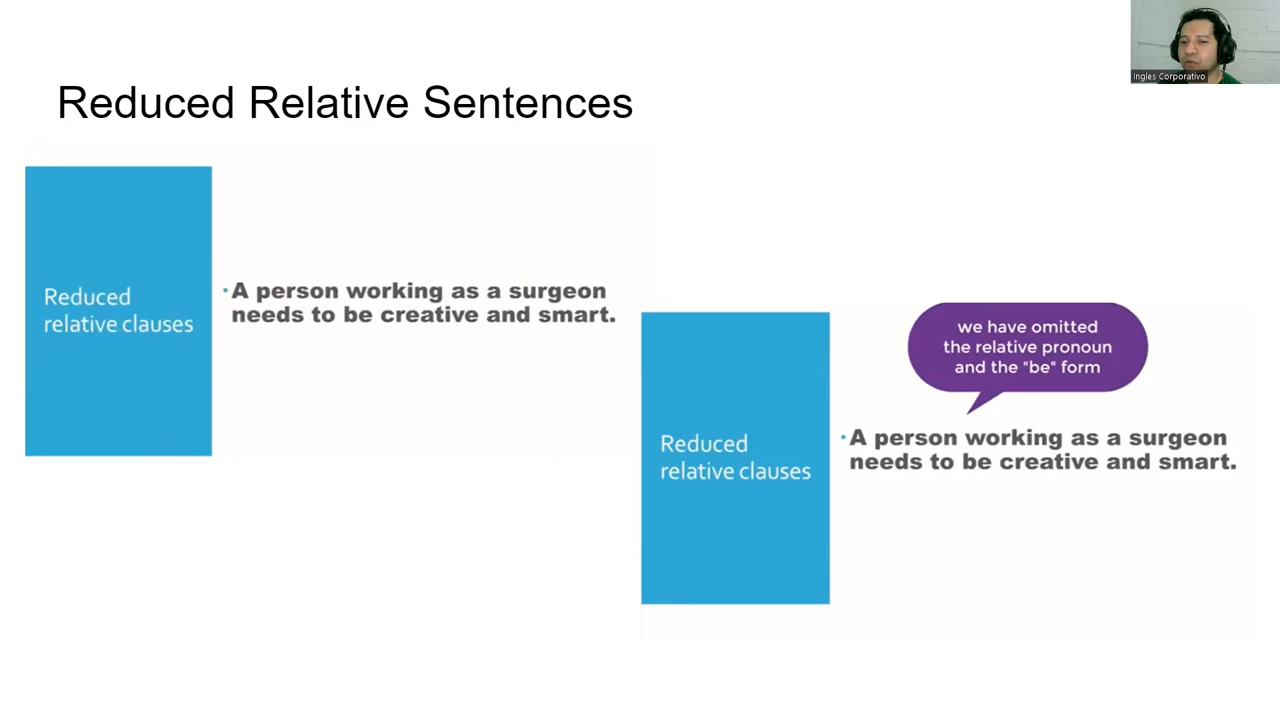 Ingles Corporativo
Reduced Relative Sentences
Reduced
relative clauses
·A person working as a surgeon
needs to be creative and smart.
we have omitted
the relative pronoun
and the "be" form
Reduced
relative clauses
·A person working as a surgeon
needs to be creative and smart.